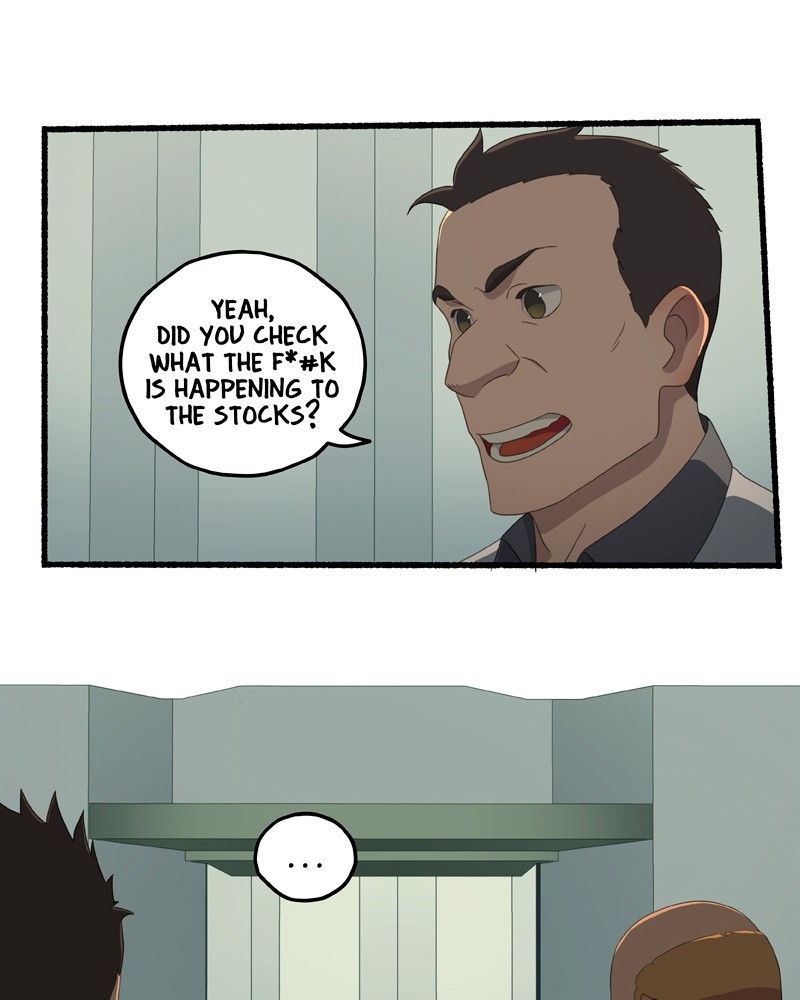 YEAH,
DID YOU CHECK
WHAT THE F*#K
IS HAPPENING TO
THE STOCKS?
...